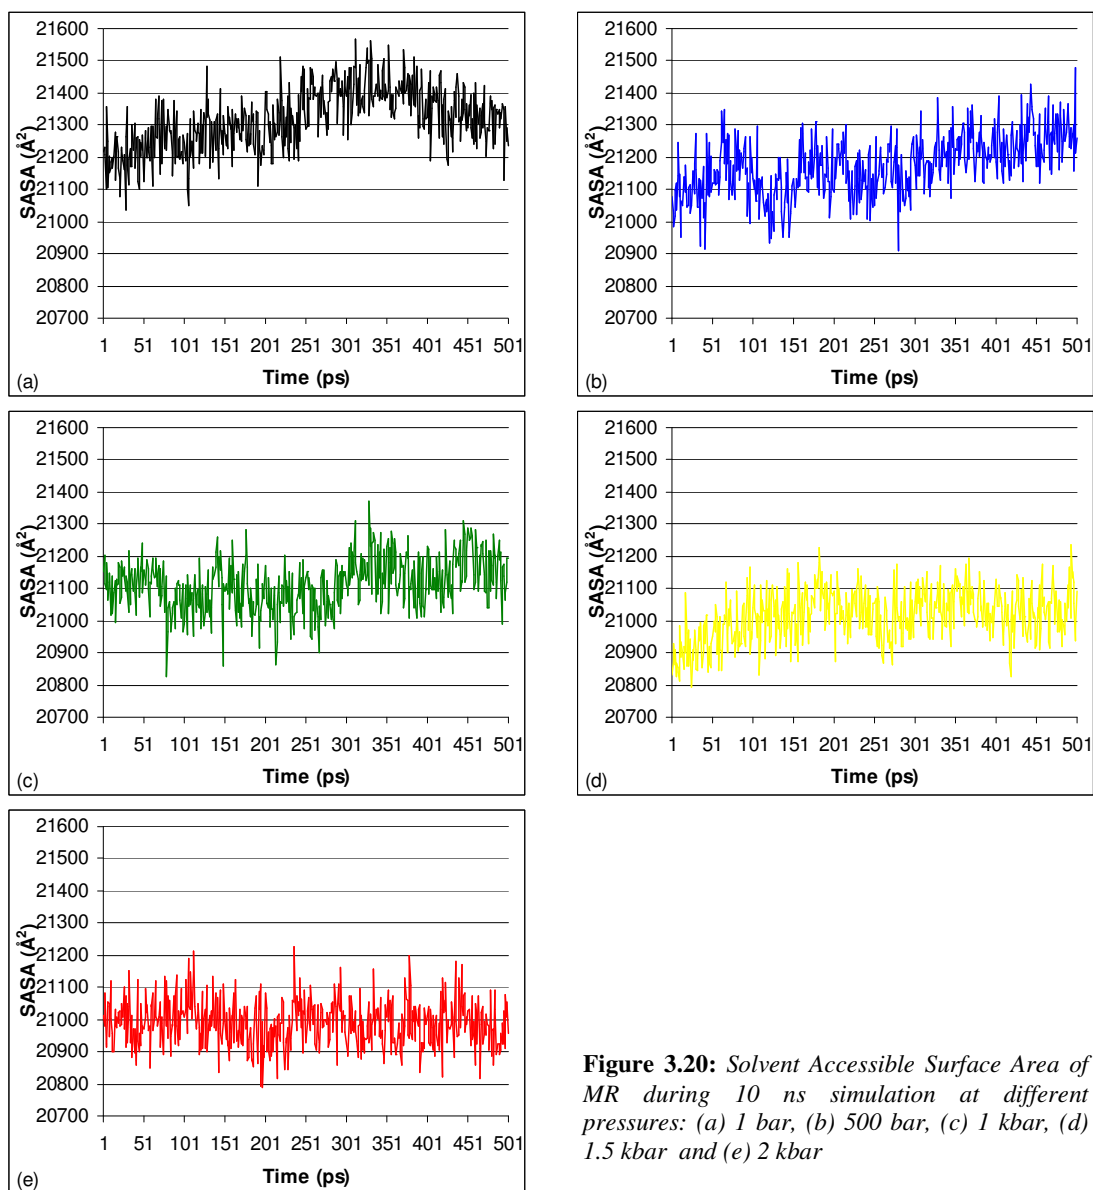 21600
21500
21400
21300
21200
21100
21000
20900
20800
20700
SASA (Å²)
1 51 101 151 201 251 301 351 401 451 501
Time (ps)
(a)
21600
21500
21400
21300
21200
21100
21000
20900
20800
20700
SASA (Å²)
1 51 101 151 201 251 301 351 401 451 501
Time (ps)
(b)
21600
21500
21400
21300
21200
21100
21000
20900
20800
20700
SASA (Å²)
1 51 101 151 201 251 301 351 401 451 501
Time (ps)
(c)
21600
21500
21400
21300
21200
21100
21000
20900
20800
20700
SASA (Å²)
1 51 101 151 201 251 301 351 401 451 501
Time (ps)
(d)
21600
21500
21400
21300
21200
21100
21000
20900
20800
20700
SASA (Å²)
1 51 101 151 201 251 301 351 401 451 501
Time (ps)
(e)
Figure 3.20: Solvent Accessible Surface Area of
MR during 10 ns simulation at different
pressures: (a) 1 bar, (b) 500 bar, (c) 1 kbar, (d)
1.5 kbar and (e) 2 kbar